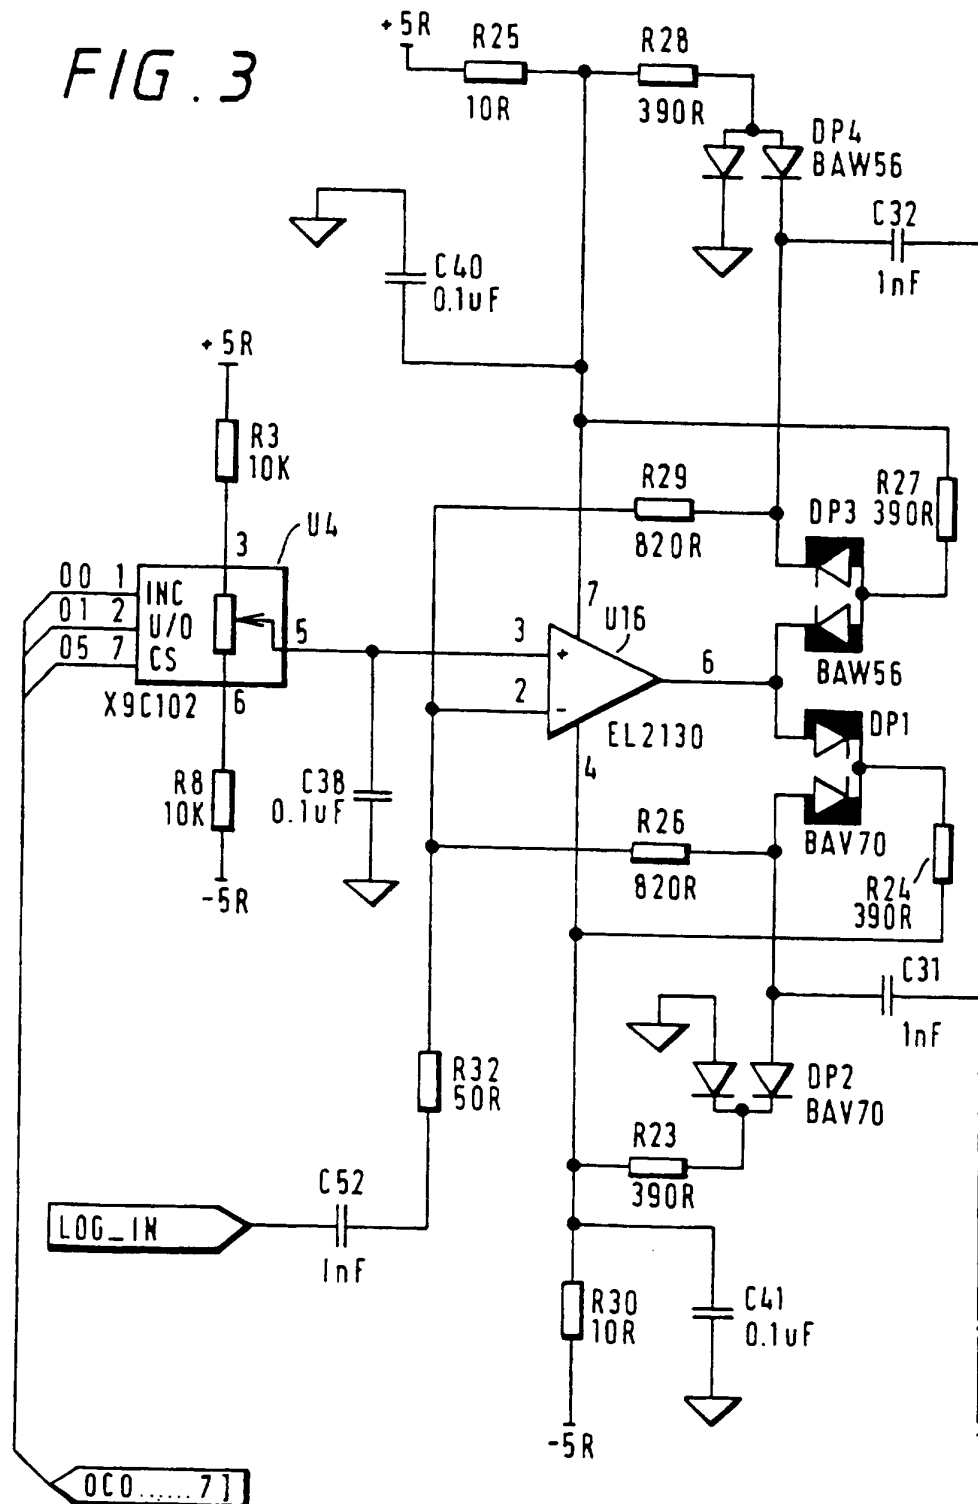 FIG. 3
+5R
R25
10R
R28
390R
DP4
BAW56
C32
1nF
C40
0.1uF
+5R
R3
10K
U4
3
00 1
01 2
05 7
INC
U/D
CS
5
6
X9C102
R8
10K
-5R
C38
0.1uF
R29
820R
R27
390R
DP3
BAW56
7
U16
3
+
2
-
6
4
EL2130
DP1
BAV70
R26
820R
R24
390R
C31
1nF
R32
50R
DP2
BAV70
R23
390R
C52
1nF
LOG_IN
R30
10R
C41
0.1uF
-5R
0C0......7]